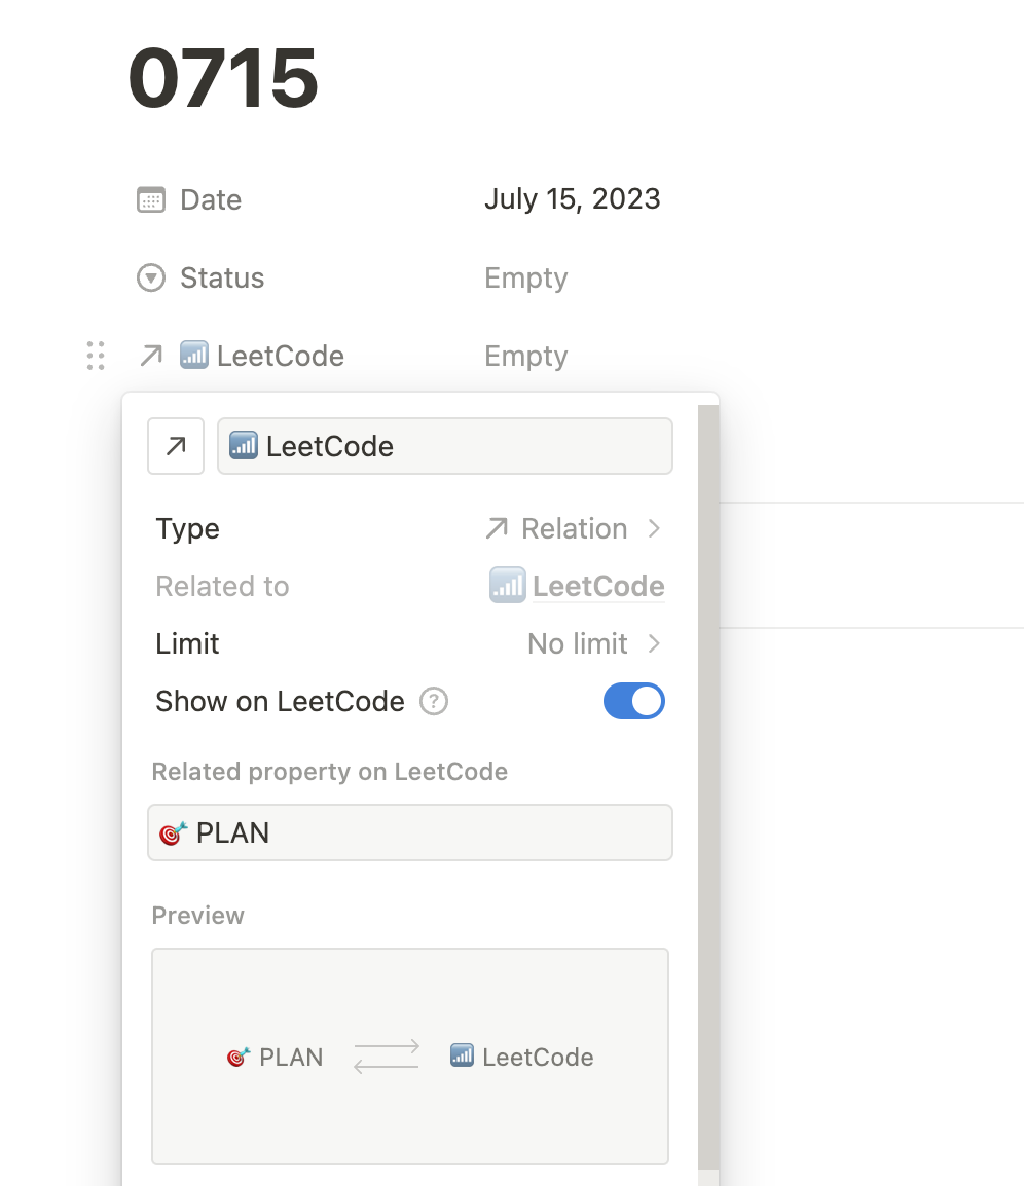 0715
Date July 15, 2023
Status Empty
LeetCode Empty
LeetCode
Type Relation
Related to LeetCode
Limit No limit
Show on LeetCode ?
Related property on LeetCode
PLAN
Preview
PLAN LeetCode